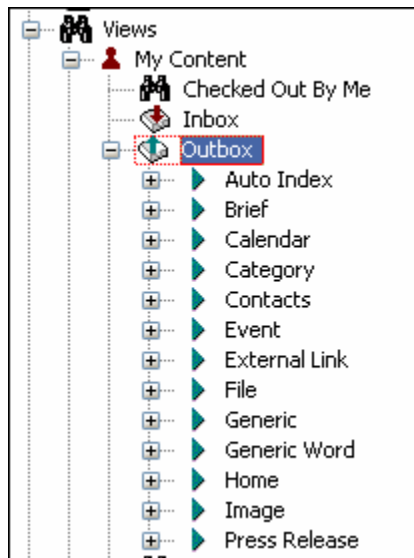 Views
My Content
Checked Out By Me
Inbox
Outbox
Auto Index
Brief
Calendar
Category
Contacts
Event
External Link
File
Generic
Generic Word
Home
Image
Press Release